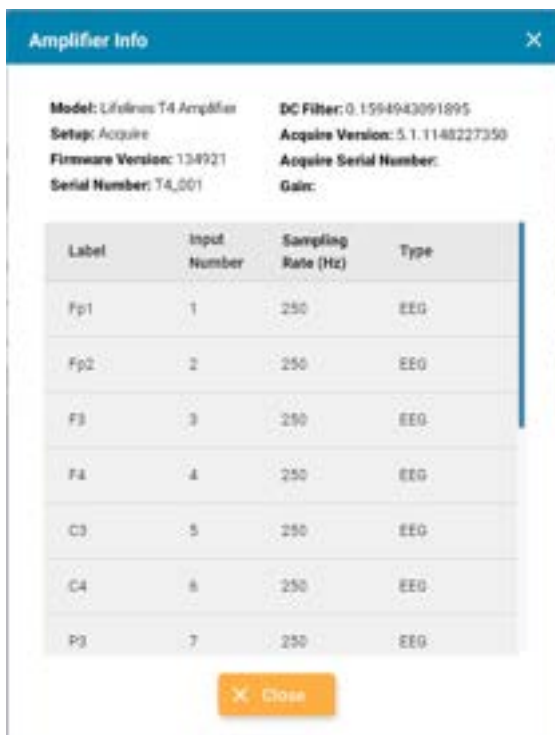 Amplifier Info
Model: Lifelines T4 Amplifier
Setup: Acquire
Firmware Version: 134921
Serial Number: T4_001
DC Filter: 0.1594943091895
Acquire Version: 5.1.1148227350
Acquire Serial Number:
Gain:
Label Input Number Sampling Rate (Hz) Type
Fp1 1 250 EEG
Fp2 2 250 EEG
F3 3 250 EEG
F4 4 250 EEG
C3 5 250 EEG
C4 6 250 EEG
P3 7 250 EEG
Close